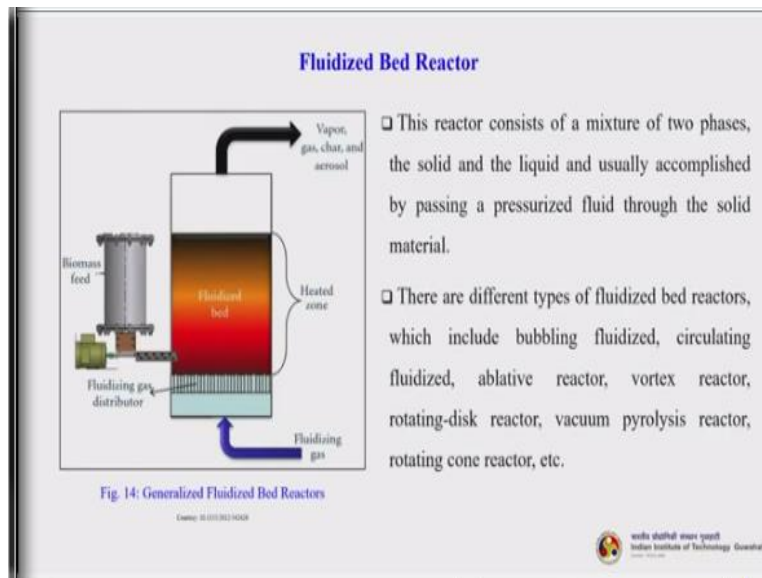 Fluidized Bed Reactor
Vapor,
gas, char, and
aerosol
Biomass
feed
Fluidized
bed
Heated
zone
Fluidizing gas
distributor
Fluidizing
gas
Fig. 14: Generalized Fluidized Bed Reactors
❑ This reactor consists of a mixture of two phases,
the solid and the liquid and usually accomplished
by passing a pressurized fluid through the solid
material.
❑ There are different types of fluidized bed reactors,
which include bubbling fluidized, circulating
fluidized, ablative reactor, vortex reactor,
rotating-disk reactor, vacuum pyrolysis reactor,
rotating cone reactor, etc.
भारतीय प्रौद्योगिकी संस्थान गुवाहाटी
Indian Institute of Technology Guwahati